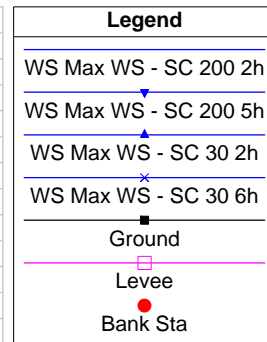 Legend
WS Max WS - SC 200 2h
WS Max WS - SC 200 5h
WS Max WS - SC 30 2h
WS Max WS - SC 30 6h
Ground
Levee
Bank Sta